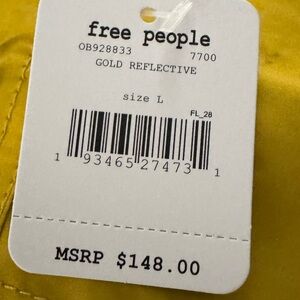 free people
OB928833 7700
GOLD REFLECTIVE
size L
FL_28
1 93465 27473 1
MSRP $148.00